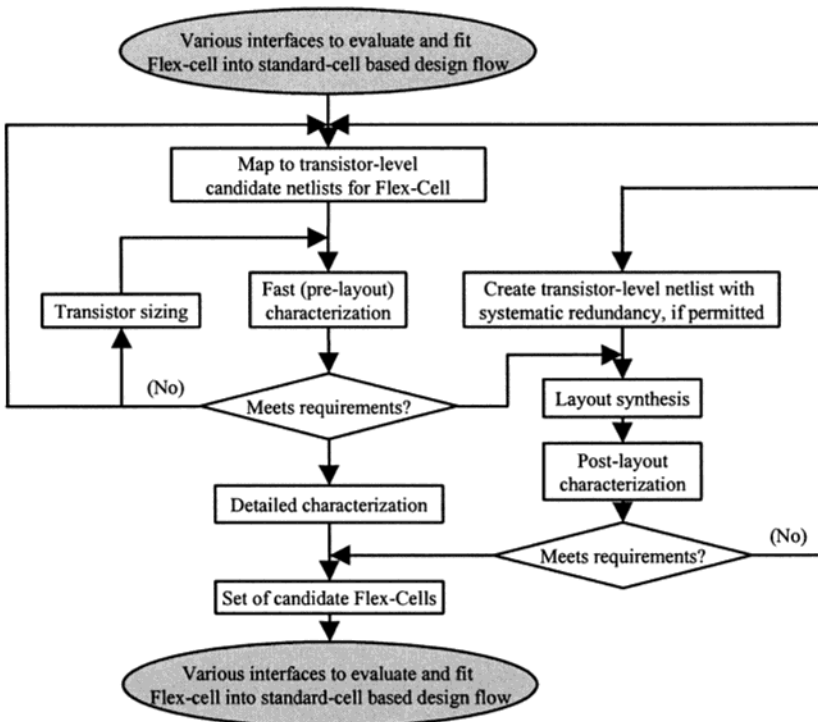 Various interfaces to evaluate and fit
Flex-cell into standard-cell based design flow
Map to transistor-level
candidate netlists for Flex-Cell
Transistor sizing
Fast (pre-layout)
characterization
Create transistor-level netlist with
systematic redundancy, if permitted
(No)
Meets requirements?
Layout synthesis
Post-layout
characterization
Detailed characterization
Meets requirements?
(No)
Set of candidate Flex-Cells
Various interfaces to evaluate and fit
Flex-cell into standard-cell based design flow